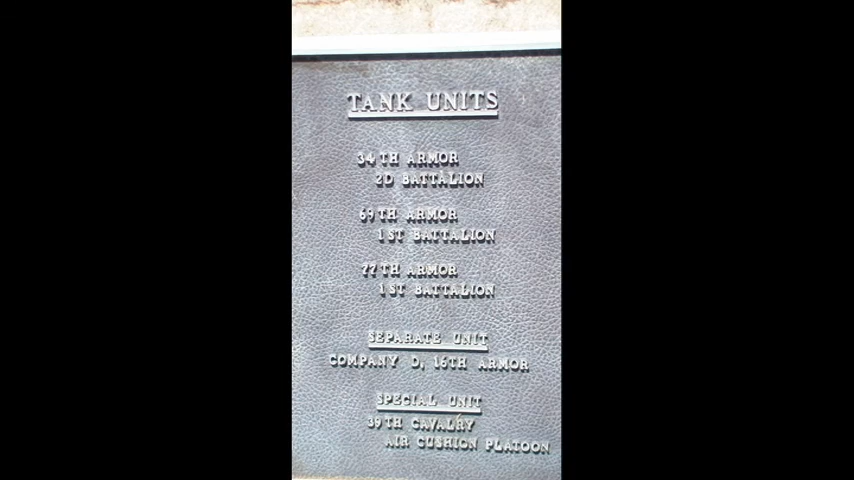 TANK UNITS
34TH ARMOR
2D BATTALION
69TH ARMOR
1ST BATTALION
77TH ARMOR
1ST BATTALION
SEPARATE UNIT
COMPANY D, 16TH ARMOR
SPECIAL UNIT
39TH CAVALRY
AIR CUSHION PLATOON